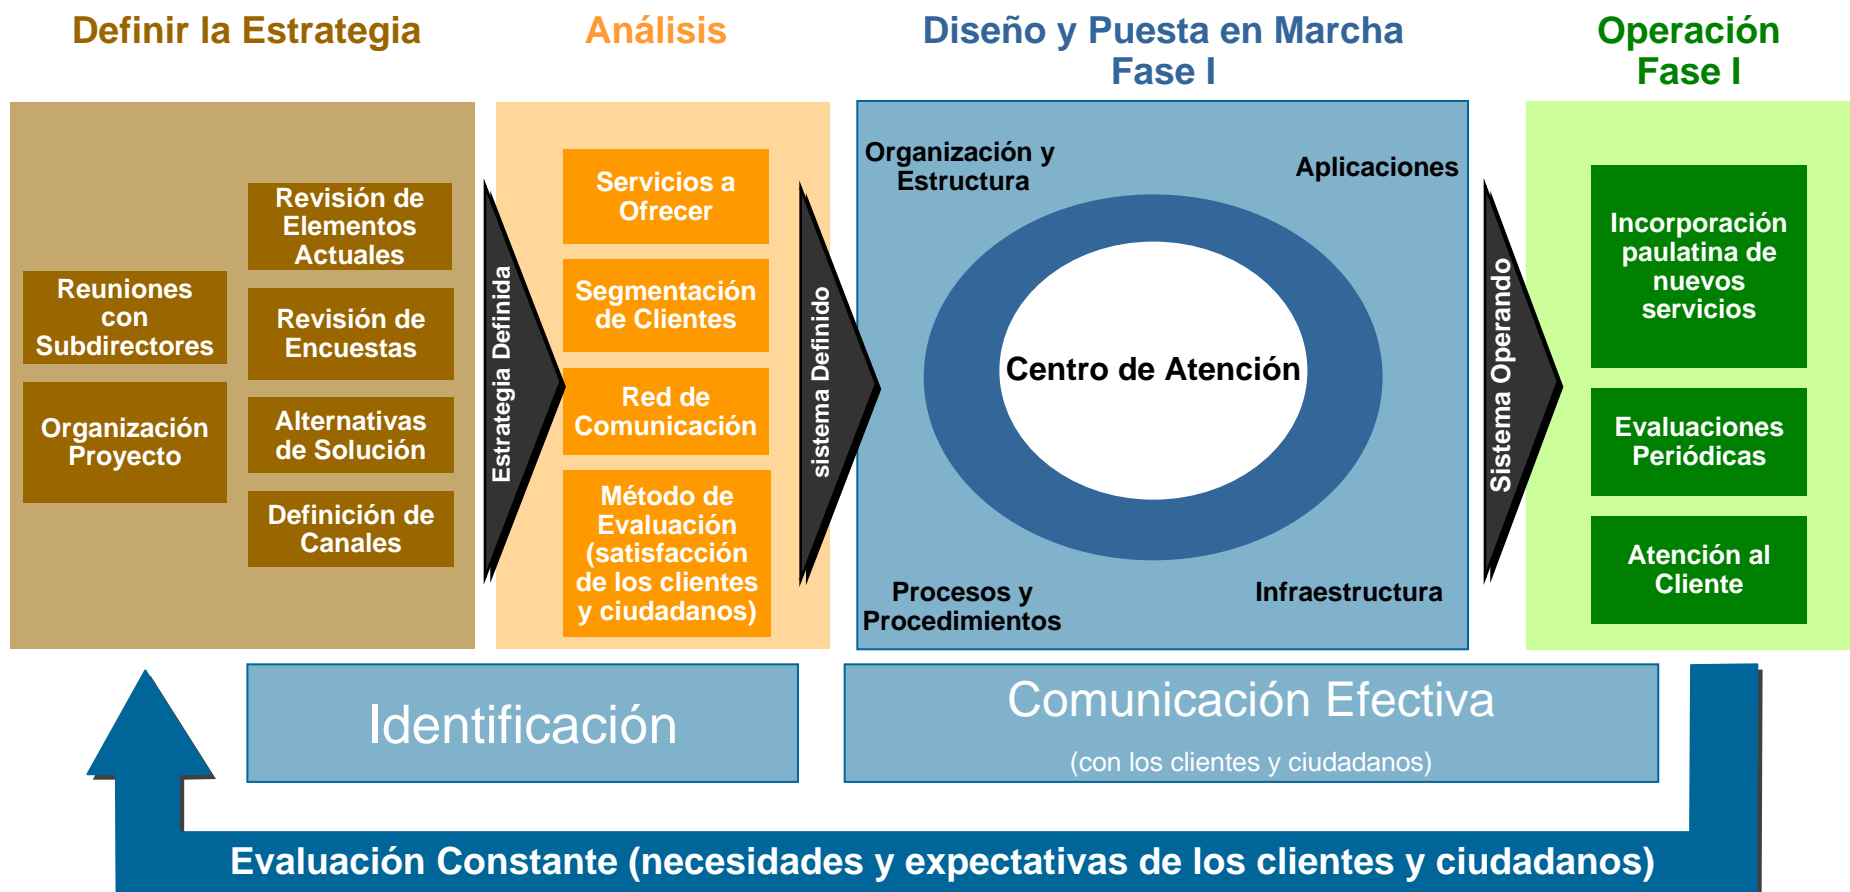 Definir la Estrategia
Análisis
Diseño y Puesta en Marcha
Fase I
Operación
Fase I
Reuniones
con
Subdirectores
Organización
Proyecto
Revisión de
Elementos
Actuales
Revisión de
Encuestas
Alternativas
de Solución
Definición de
Canales
Estrategia Definida
Servicios a
Ofrecer
Segmentación
de Clientes
Red de
Comunicación
Método de
Evaluación
(satisfacción
de los clientes
y ciudadanos)
sistema Definido
Organización y
Estructura
Aplicaciones
Centro de Atención
Procesos y
Procedimientos
Infraestructura
Sistema Operando
Incorporación
paulatina de
nuevos
servicios
Evaluaciones
Periódicas
Atención al
Cliente
Identificación
Comunicación Efectiva
(con los clientes y ciudadanos)
Evaluación Constante (necesidades y expectativas de los clientes y ciudadanos)